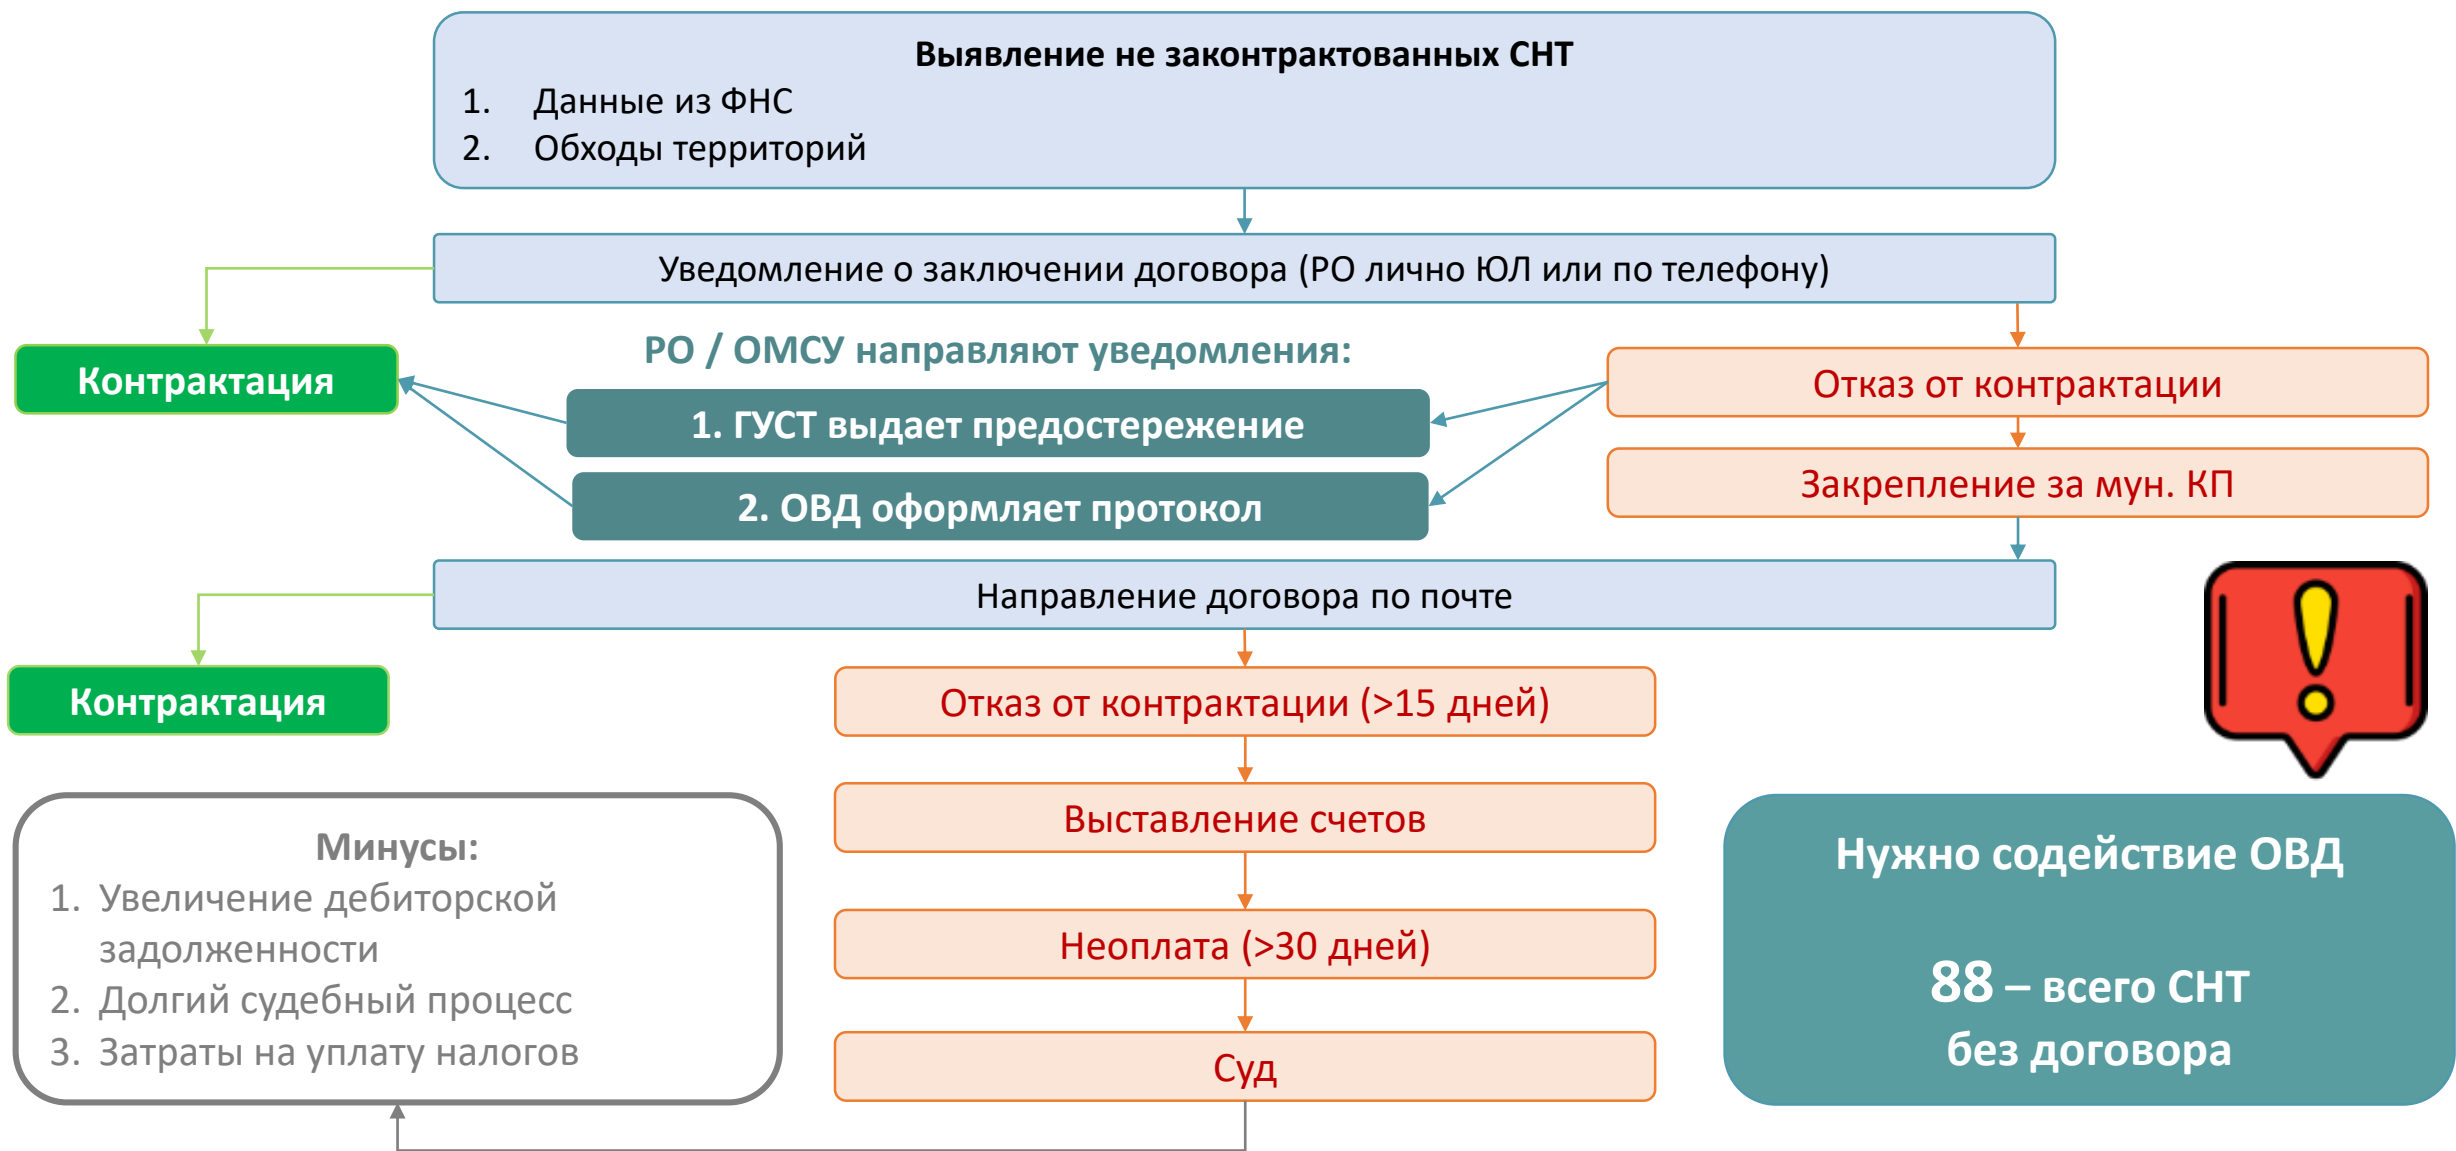 Выявление не законтрактованных СНТ
1. Данные из ФНС
2. Обходы территорий
Уведомление о заключении договора (РО лично ЮЛ или по телефону)
РО / ОМСУ направляют уведомления:
Контрактация
Отказ от контрактации
1. ГУСТ выдает предостережение
Закрепление за мун. КП
2. ОВД оформляет протокол
Направление договора по почте
Контрактация
Отказ от контрактации (>15 дней)
Выставление счетов
Неоплата (>30 дней)
Суд
Минусы:
1. Увеличение дебиторской
задолженности
2. Долгий судебный процесс
3. Затраты на уплату налогов
Нужно содействие ОВД
88 – всего СНТ
без договора